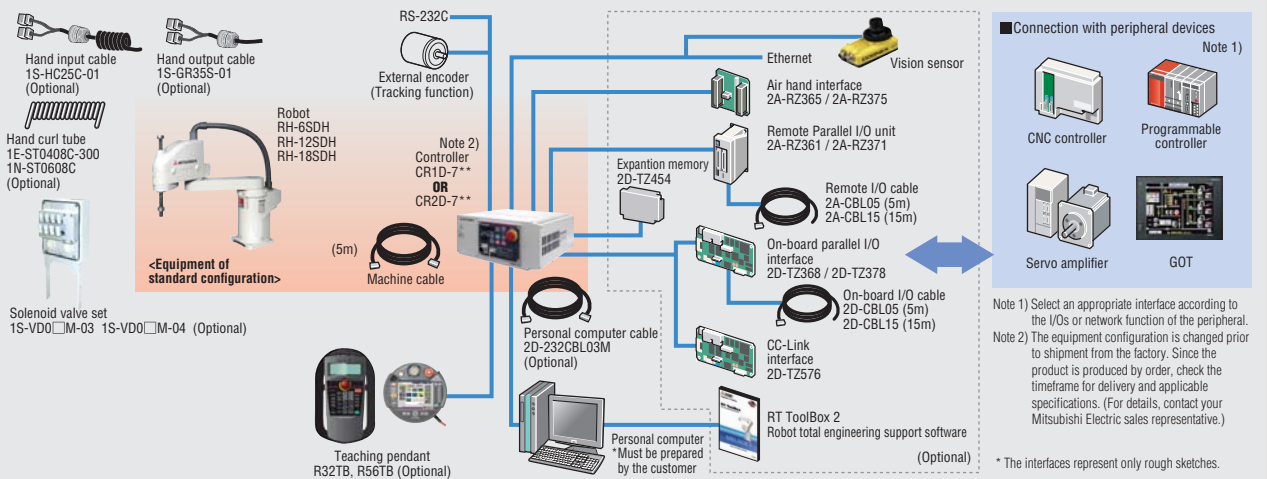 Hand input cable
1S-HC25C-01
(Optional)
Hand output cable
1S-GR35S-01
(Optional)
Hand curl tube
1E-ST0408C-300
1N-ST0608C
(Optional)
Solenoid valve set
1S-VD0□M-03 1S-VD0□M-04 (Optional)
Robot
RH-6SDH
RH-12SDH
RH-18SDH
<Equipment of
standard configuration>
(5m)
Machine cable
Note 2)
Controller
CR1D-7**
OR
CR2D-7**
RS-232C
External encoder
(Tracking function)
Teaching pendant
R32TB, R56TB (Optional)
Personal computer cable
2D-232CBL03M
(Optional)
Personal computer
*Must be prepared
by the customer
Ethernet
Vision sensor
Air hand interface
2A-RZ365 / 2A-RZ375
Remote Parallel I/O unit
2A-RZ361 / 2A-RZ371
Expantion memory
2D-TZ454
Remote I/O cable
2A-CBL05 (5m)
2A-CBL15 (15m)
On-board parallel I/O
interface
2D-TZ368 / 2D-TZ378
On-board I/O cable
2D-CBL05 (5m)
2D-CBL15 (15m)
CC-Link
interface
2D-TZ576
RT ToolBox 2
Robot total engineering support software
(Optional)
■Connection with peripheral devices
Note 1)
CNC controller
Programmable
controller
Servo amplifier
GOT
Note 1) Select an appropriate interface according to
the I/Os or network function of the peripheral.
Note 2) The equipment configuration is changed prior
to shipment from the factory. Since the
product is produced by order, check the
timeframe for delivery and applicable
specifications. (For details, contact your
Mitsubishi Electric sales representative.)
* The interfaces represent only rough sketches.